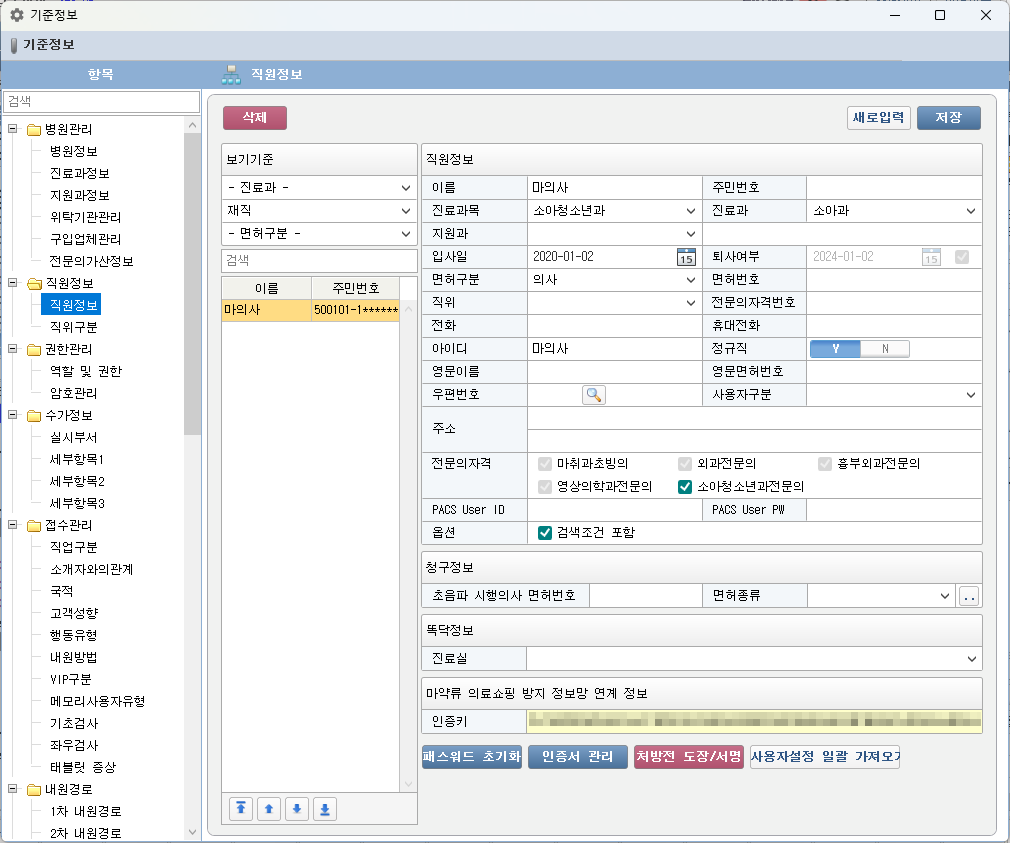 기준정보
기준정보
항목
직원정보
검색
병원관리
병원정보
진료과정보
지원과정보
위탁기관관리
구입업체관리
전문의가산정보
직원정보
직원정보
직위구분
권한관리
역할 및 권한
암호관리
수가정보
실시부서
세부항목1
세부항목2
세부항목3
접수관리
직업구분
소개자와의관계
국적
고객성향
행동유형
내원방법
VIP구분
메모리사용자유형
기초검사
좌우검사
태블릿 증상
내원경로
1차 내원경로
2차 내원경로
삭제
새로입력 저장
보기기준
- 진료과 -
재직
- 면허구분 -
검색
이름 주민번호
마의사 500101-1******
직원정보
이름 마의사 주민번호
진료과목 소아청소년과 진료과 소아과
지원과
입사일 2020-01-02 15 퇴사여부 2024-01-02 15
면허구분 의사 면허번호
직위 전문의자격번호
전화 휴대전화
아이디 마의사 정규직 Y N
영문이름 영문면허번호
우편번호 사용자구분
주소
전문의자격 마취과초빙의 외과전문의 흉부외과전문의
영상의학과전문의 소아청소년과전문의
PACS User ID PACS User PW
옵션 검색조건 포함
청구정보
초음파 시행의사 면허번호 면허종류 ..
똑닥정보
진료실
마약류 의료쇼핑 방지 정보망 연계 정보
인증키
패스워드 초기화 인증서 관리 처방전 도장/서명 사용자설정 일괄 가져오기